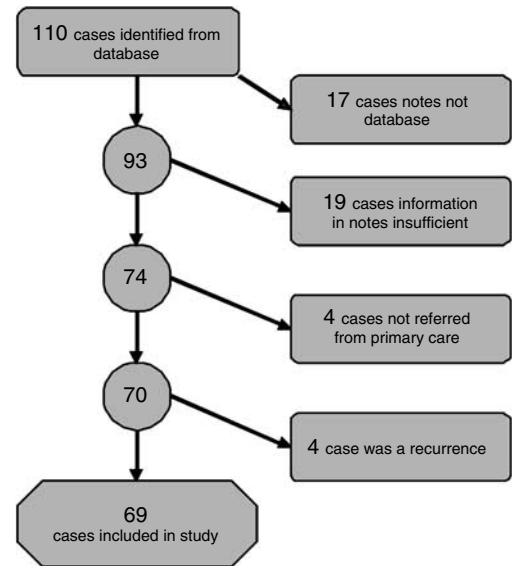 110 cases identified from
database
17 cases notes not
database
93
19 cases information
in notes insufficient
74
4 cases not referred
from primary care
70
4 case was a recurrence
69
cases included in study